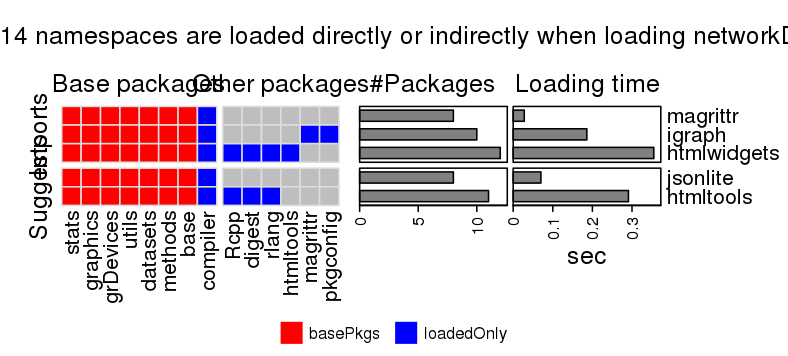 14 namespaces are loaded directly or indirectly when loading networkD
Base packages Other packages #Packages Loading time
Imports
Suggests
magrittr
igraph
htmlwidgets
jsonlite
htmltools
stats
graphics
grDevices
utils
datasets
methods
base
compiler
Rcpp
digest
rlang
htmltools
magrittr
pkgconfig
0 5 10
0 0.1 0.2 0.3
sec
basePkgs loadedOnly